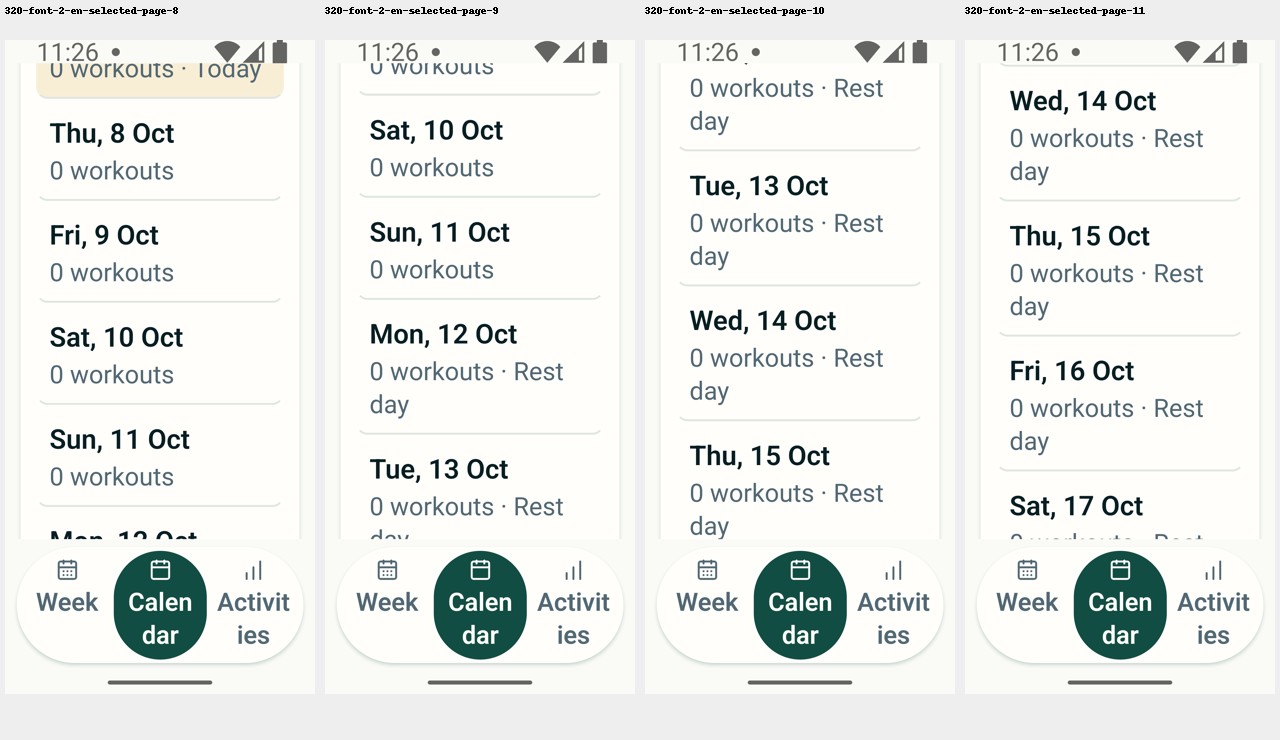 320-font-2-en-selected-page-8
11:26
0 workouts · Today
Thu, 8 Oct
0 workouts
Fri, 9 Oct
0 workouts
Sat, 10 Oct
0 workouts
Sun, 11 Oct
0 workouts
Mon, 12 Oct
Week
Calen
dar
Activit
ies
320-font-2-en-selected-page-9
11:26
0 workouts
Sat, 10 Oct
0 workouts
Sun, 11 Oct
0 workouts
Mon, 12 Oct
0 workouts · Rest
day
Tue, 13 Oct
0 workouts · Rest
day
Week
Calen
dar
Activit
ies
320-font-2-en-selected-page-10
11:26
0 workouts · Rest
day
Tue, 13 Oct
0 workouts · Rest
day
Wed, 14 Oct
0 workouts · Rest
day
Thu, 15 Oct
0 workouts · Rest
day
Week
Calen
dar
Activit
ies
320-font-2-en-selected-page-11
11:26
Wed, 14 Oct
0 workouts · Rest
day
Thu, 15 Oct
0 workouts · Rest
day
Fri, 16 Oct
0 workouts · Rest
day
Sat, 17 Oct
0 workouts · Rest
Week
Calen
dar
Activit
ies